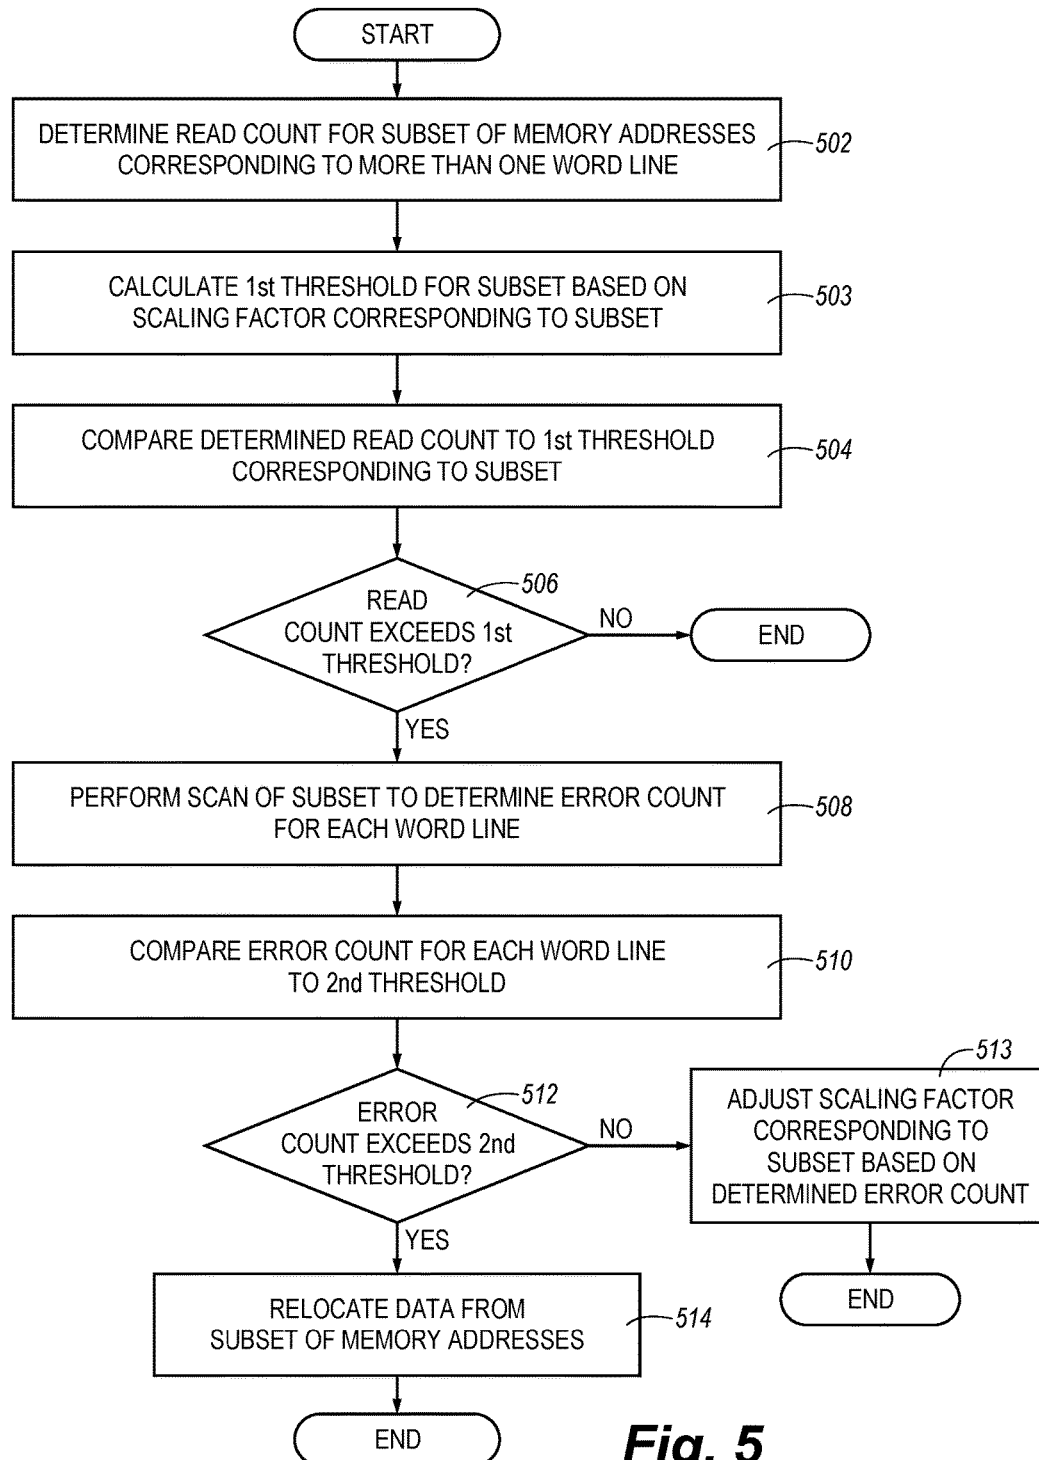 START
DETERMINE READ COUNT FOR SUBSET OF MEMORY ADDRESSES
CORRESPONDING TO MORE THAN ONE WORD LINE
502
CALCULATE 1st THRESHOLD FOR SUBSET BASED ON
SCALING FACTOR CORRESPONDING TO SUBSET
503
COMPARE DETERMINED READ COUNT TO 1st THRESHOLD
CORRESPONDING TO SUBSET
504
506
READ
COUNT EXCEEDS 1st
THRESHOLD?
NO
END
YES
PERFORM SCAN OF SUBSET TO DETERMINE ERROR COUNT
FOR EACH WORD LINE
508
COMPARE ERROR COUNT FOR EACH WORD LINE
TO 2nd THRESHOLD
510
512
ERROR
COUNT EXCEEDS 2nd
THRESHOLD?
NO
513
ADJUST SCALING FACTOR
CORRESPONDING TO
SUBSET BASED ON
DETERMINED ERROR COUNT
END
YES
RELOCATE DATA FROM
SUBSET OF MEMORY ADDRESSES
514
END
Fig. 5